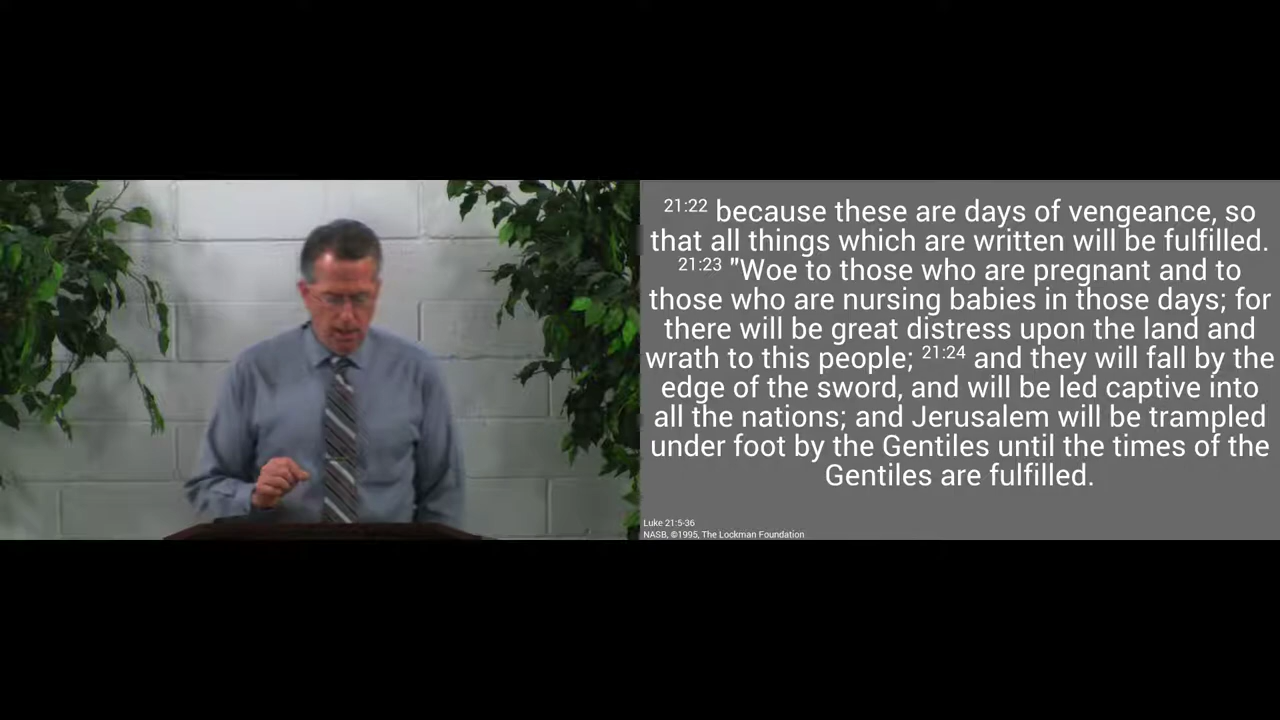 21:22 because these are days of vengeance, so
that all things which are written will be fulfilled.
21:23 "Woe to those who are pregnant and to
those who are nursing babies in those days; for
there will be great distress upon the land and
wrath to this people; 21:24 and they will fall by the
edge of the sword, and will be led captive into
all the nations; and Jerusalem will be trampled
under foot by the Gentiles until the times of the
Gentiles are fulfilled.
Luke 21:5-36
NASB, ©1995, The Lockman Foundation